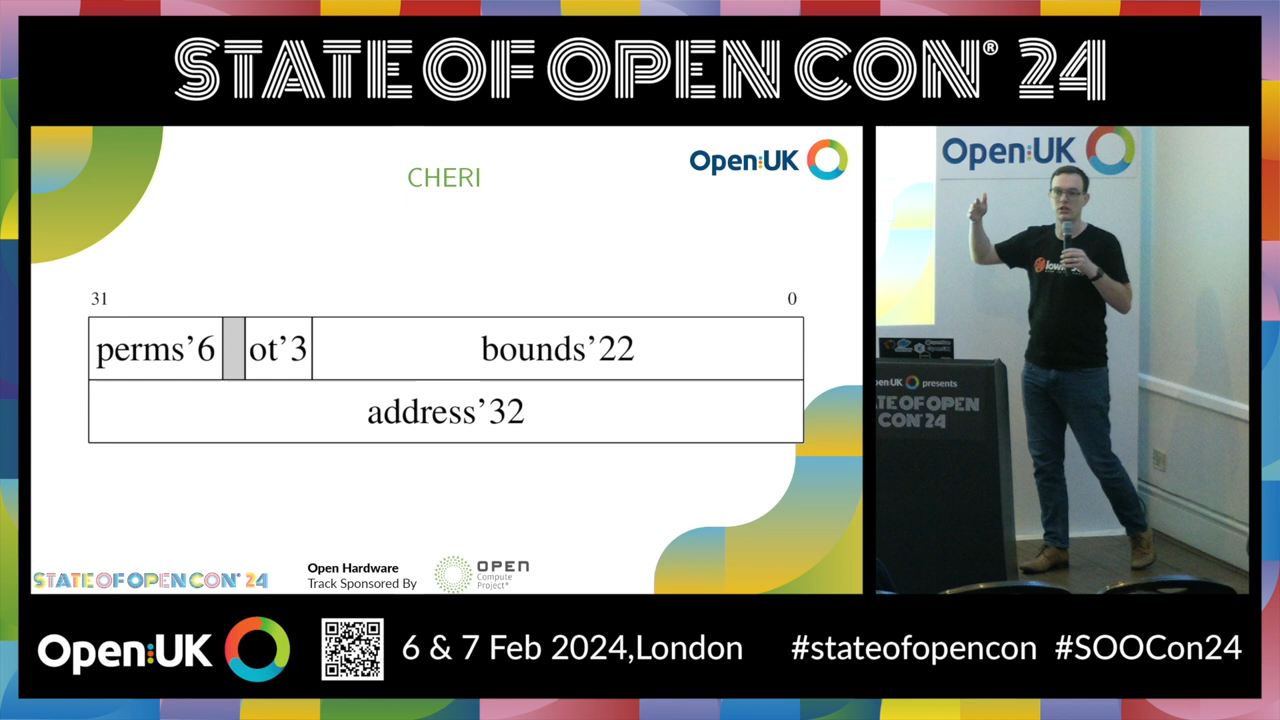 STATE OF OPEN CON® 24
CHERI
Open:UK
31
0
perms’6
ot’3
bounds’22
address’32
STATE OF OPEN CON® 24
Open Hardware
Track Sponsored By
OPEN
Compute
Project®
Open:UK
presents
STATE OF OPEN
CON® 24
Open:UK
6 & 7 Feb 2024,London
#stateofopencon #SOOCon24